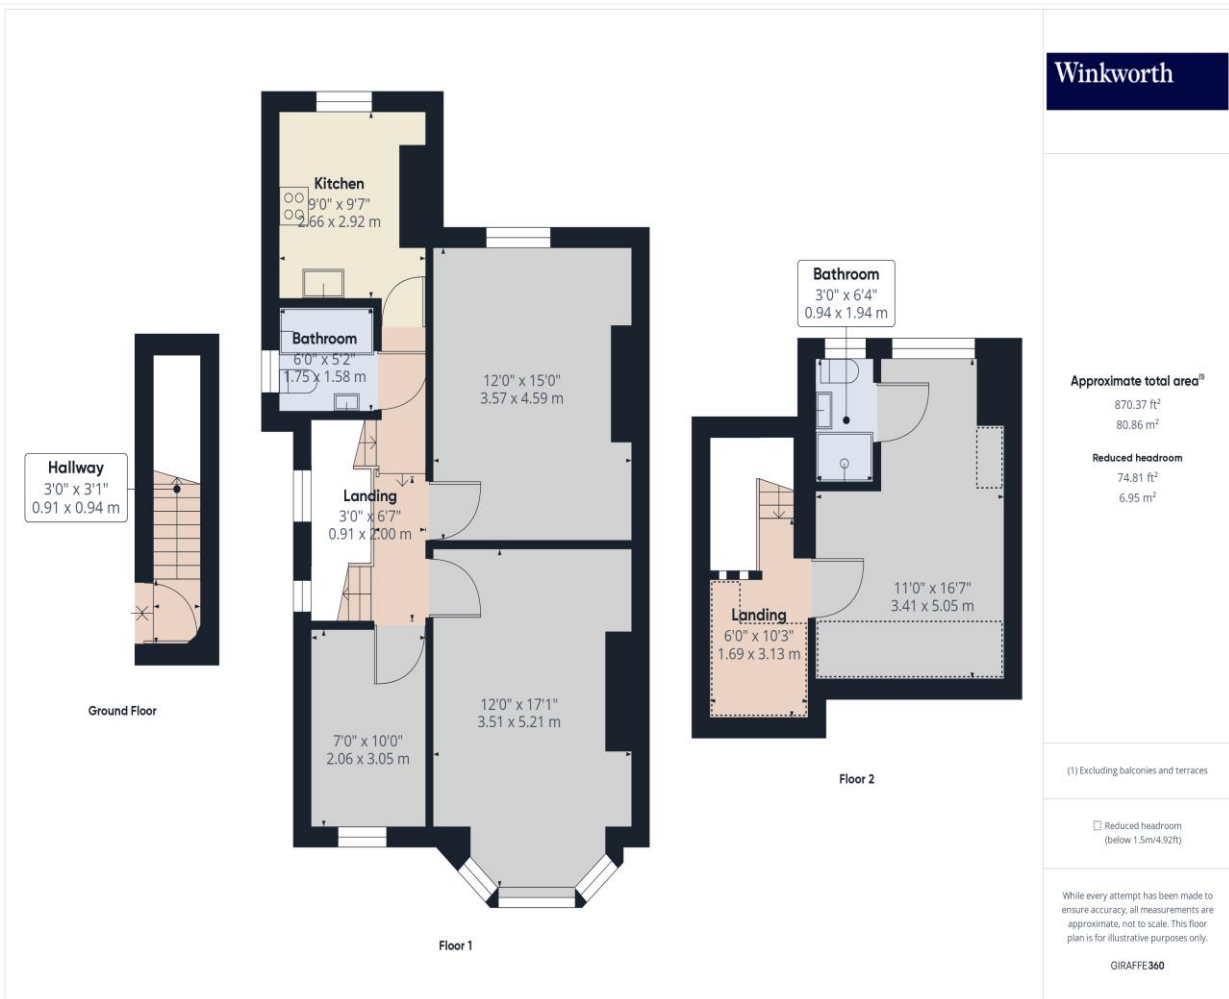 Winkworth
Kitchen
9'0" x 9'7"
2.66 x 2.92 m
Bathroom
6'0" x 5'2"
1.75 x 1.58 m
12'0" x 15'0"
3.57 x 4.59 m
Landing
3'0" x 6'7"
0.91 x 2.00 m
12'0" x 17'1"
3.51 x 5.21 m
7'0" x 10'0"
2.06 x 3.05 m
Floor 1
Hallway
3'0" x 3'1"
0.91 x 0.94 m
Ground Floor
Bathroom
3'0" x 6'4"
0.94 x 1.94 m
11'0" x 16'7"
3.41 x 5.05 m
Landing
6'0" x 10'3"
1.69 x 3.13 m
Floor 2
Approximate total area(1)
870.37 ft²
80.86 m²
Reduced headroom
74.81 ft²
6.95 m²
(1) Excluding balconies and terraces
Reduced headroom
(below 1.5m/4.92ft)
While every attempt has been made to
ensure accuracy, all measurements are
approximate, not to scale. This floor
plan is for illustrative purposes only.
GIRAFFE360